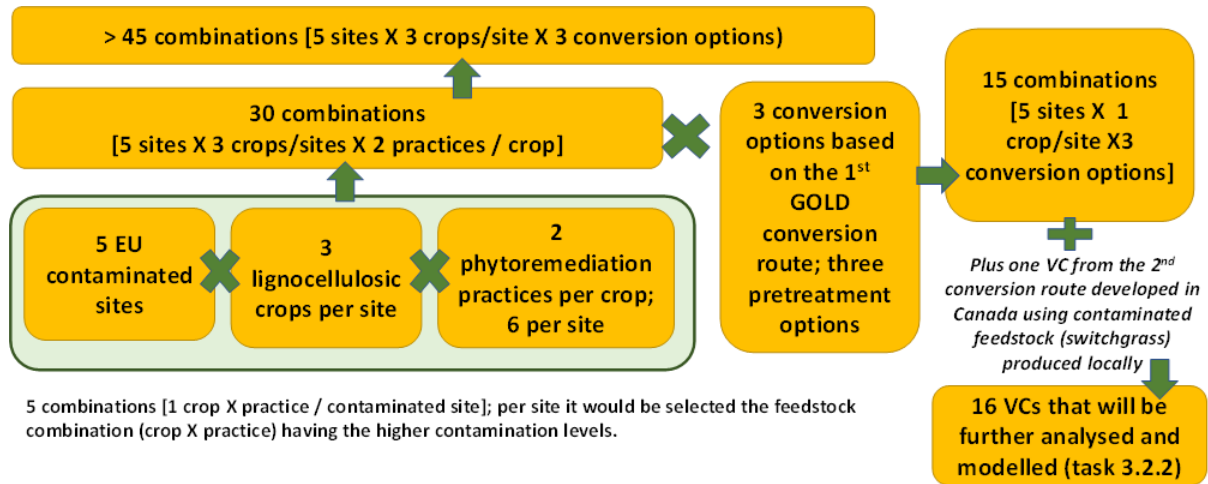 > 45 combinations [5 sites X 3 crops/site X 3 conversion options)
30 combinations
[5 sites X 3 crops/sites X 2 practices / crop]
5 EU
contaminated
sites
3
lignocellulosic
crops per site
2
phytoremediation
practices per crop;
6 per site
3 conversion
options based
on the 1st
GOLD
conversion
route; three
pretreatment
options
15 combinations
[5 sites X 1
crop/site X3
conversion options]
Plus one VC from the 2nd
conversion route developed in
Canada using contaminated
feedstock (switchgrass)
produced locally
16 VCs that will be
further analysed and
modelled (task 3.2.2)
5 combinations [1 crop X practice / contaminated site]; per site it would be selected the feedstock
combination (crop X practice) having the higher contamination levels.